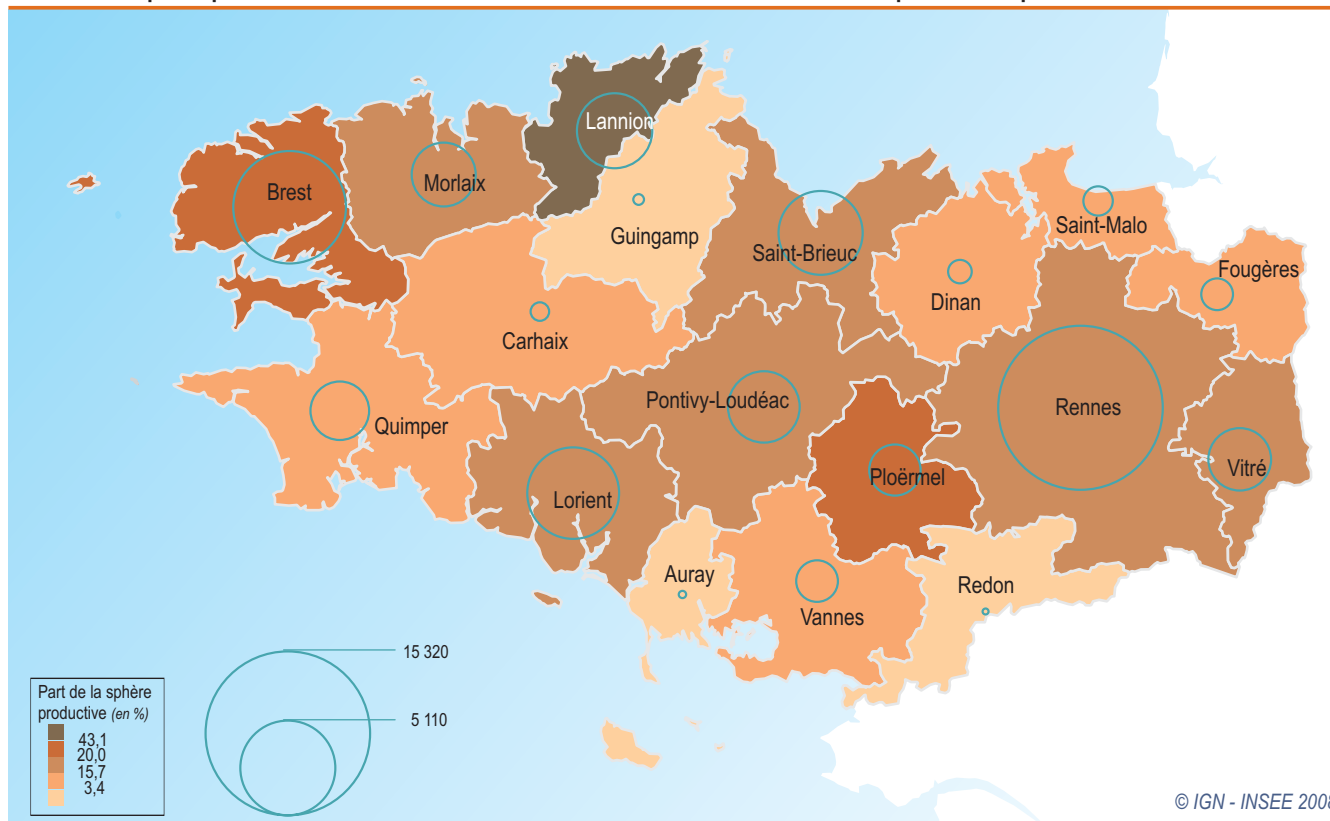 Lannion
Brest
Morlaix
Guingamp
Saint-Brieuc
Saint-Malo
Fougères
Dinan
Carhaix
Pontivy-Loudéac
Rennes
Quimper
Ploërmel
Vitré
Lorient
Auray
Redon
Vannes
15 320
5 110
Part de la sphère
productive (en %)
43,1
20,0
15,7
3,4
© IGN - INSEE 2008